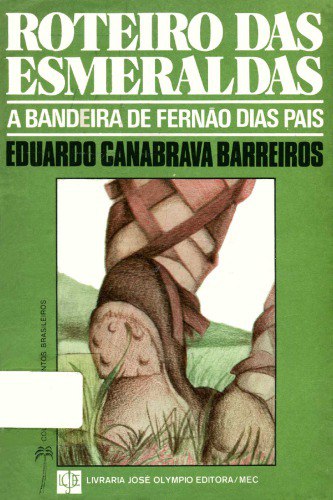 ROTEIRO DAS
ESMERALDAS
A BANDEIRA DE FERNÃO DIAS PAIS
EDUARDO CANABRAVA BARREIROS
BRASILEIROS
LIVRARIA JOSÉ OLYMPIO EDITORA/MEC